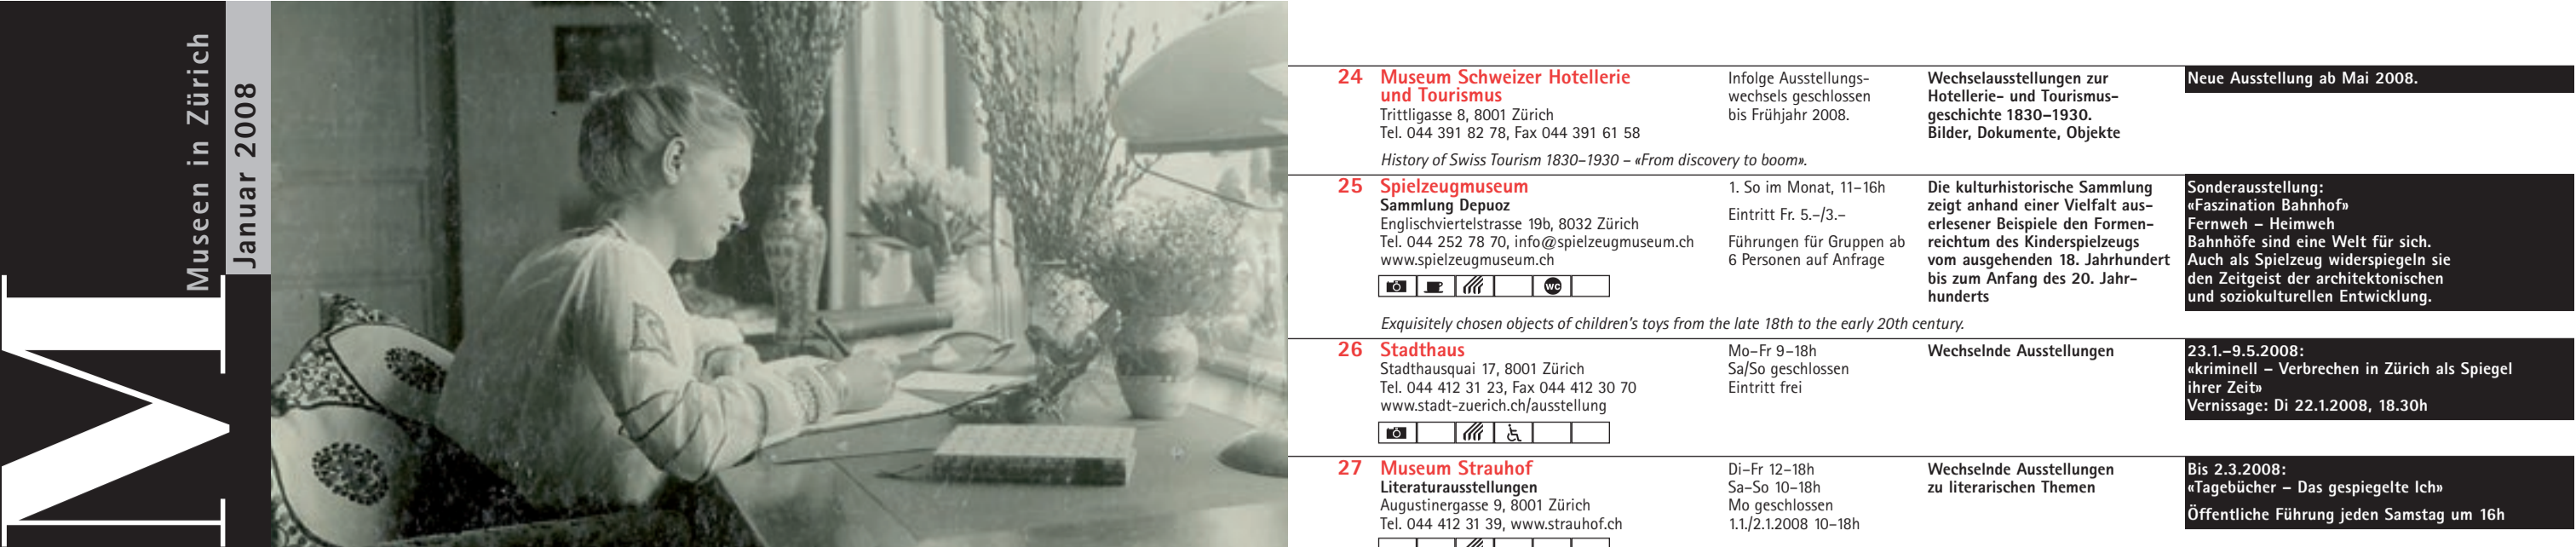 Museen in Zürich
Januar 2008
M
24 Museum Schweizer Hotellerie
und Tourismus
Trittligasse 8, 8001 Zürich
Tel. 044 391 82 78, Fax 044 391 61 58
Infolge Ausstellungs-
wechsels geschlossen
bis Frühjahr 2008.
Wechselausstellungen zur
Hotellerie- und Tourismus-
geschichte 1830–1930.
Bilder, Dokumente, Objekte
Neue Ausstellung ab Mai 2008.
History of Swiss Tourism 1830–1930 – «From discovery to boom».
25 Spielzeugmuseum
Sammlung Depuoz
Englischviertelstrasse 19b, 8032 Zürich
Tel. 044 252 78 70, info@spielzeugmuseum.ch
www.spielzeugmuseum.ch
WC
1. So im Monat, 11–16h
Eintritt Fr. 5.–/3.–
Führungen für Gruppen ab
6 Personen auf Anfrage
Die kulturhistorische Sammlung
zeigt anhand einer Vielfalt aus-
erlesener Beispiele den Formen-
reichtum des Kinderspielzeugs
vom ausgehenden 18. Jahrhundert
bis zum Anfang des 20. Jahr-
hunderts
Sonderausstellung:
«Faszination Bahnhof»
Fernweh – Heimweh
Bahnhöfe sind eine Welt für sich.
Auch als Spielzeug widerspiegeln sie
den Zeitgeist der architektonischen
und soziokulturellen Entwicklung.
Exquisitely chosen objects of children's toys from the late 18th to the early 20th century.
26 Stadthaus
Stadthausquai 17, 8001 Zürich
Tel. 044 412 31 23, Fax 044 412 30 70
www.stadt-zuerich.ch/ausstellung
Mo–Fr 9–18h
Sa/So geschlossen
Eintritt frei
Wechselnde Ausstellungen
23.1.–9.5.2008:
«kriminell – Verbrechen in Zürich als Spiegel
ihrer Zeit»
Vernissage: Di 22.1.2008, 18.30h
27 Museum Strauhof
Literaturausstellungen
Augustinergasse 9, 8001 Zürich
Tel. 044 412 31 39, www.strauhof.ch
Di–Fr 12–18h
Sa–So 10–18h
Mo geschlossen
1.1./2.1.2008 10–18h
Wechselnde Ausstellungen
zu literarischen Themen
Bis 2.3.2008:
«Tagebücher – Das gespiegelte Ich»
Öffentliche Führung jeden Samstag um 16h